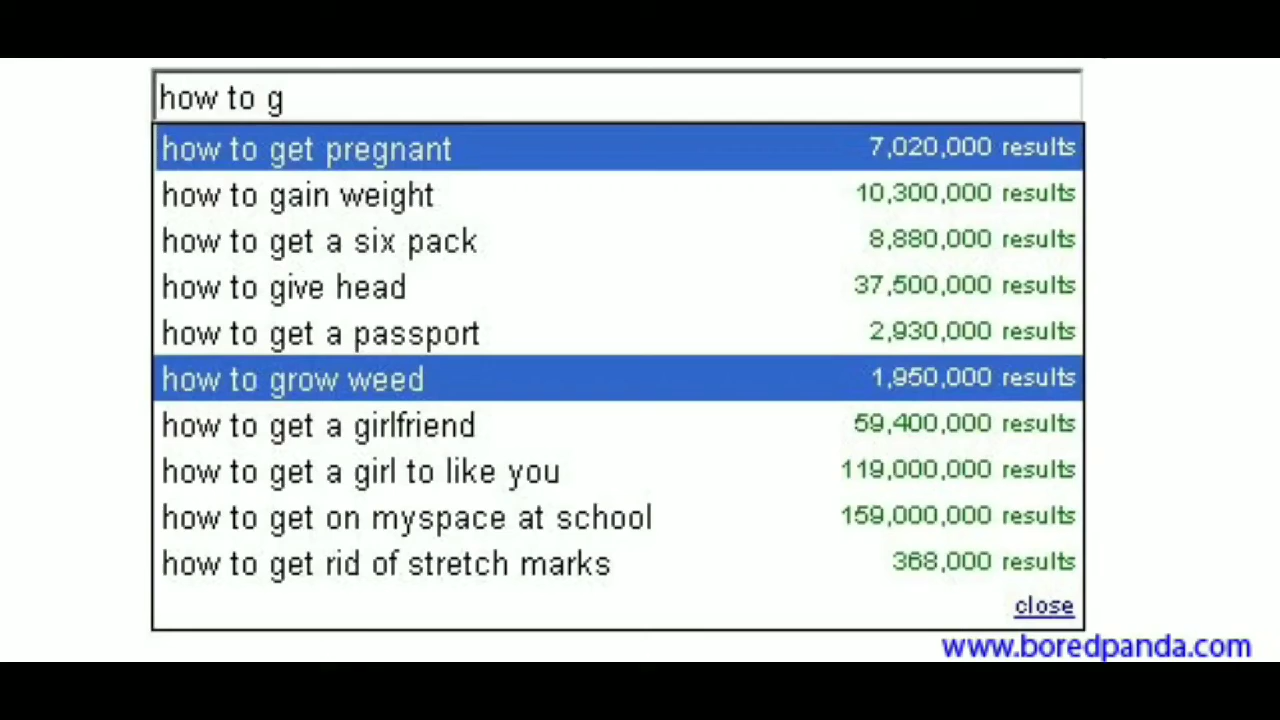 how to g
how to get pregnant 7,020,000 results
how to gain weight 10,300,000 results
how to get a six pack 8,880,000 results
how to give head 37,500,000 results
how to get a passport 2,930,000 results
how to grow weed 1,950,000 results
how to get a girlfriend 59,400,000 results
how to get a girl to like you 119,000,000 results
how to get on myspace at school 159,000,000 results
how to get rid of stretch marks 368,000 results
close
www.boredpanda.com